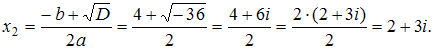 x₂ = (−b + √D)/2a = (4 + √−36)/2 = (4 + 6i)/2 = (2·(2 + 3i))/2 = 2 + 3i.